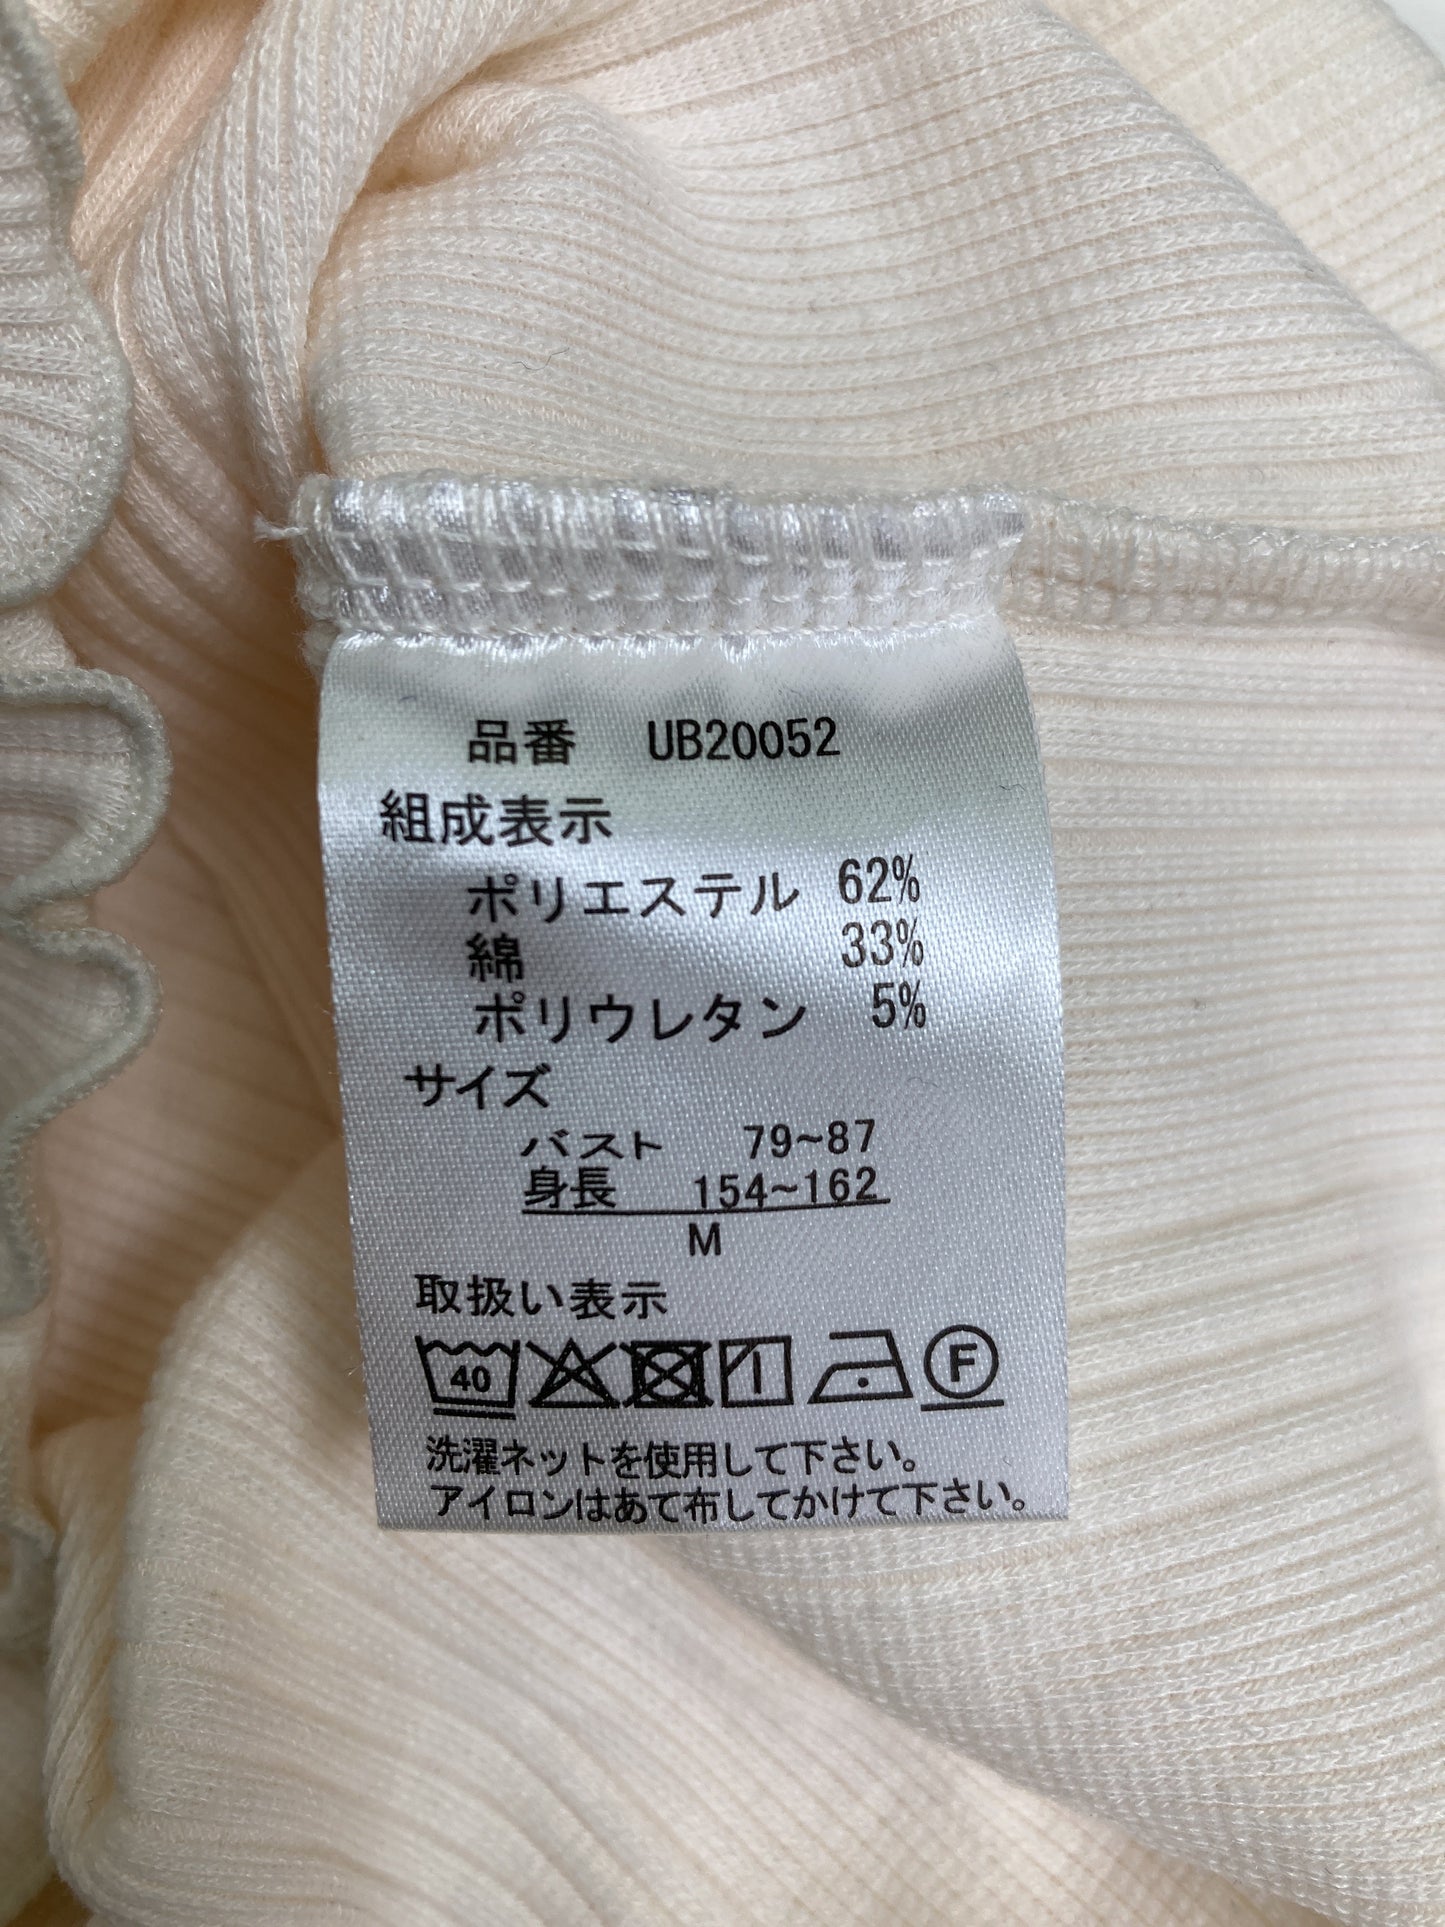 品番 UB20052
組成表示
ポリエステル 62%
綿 33%
ポリウレタン 5%
サイズ
バスト 79~87
身長 154~162
M
取扱い表示
40 F
洗濯ネットを使用して下さい。
アイロンはあて布してかけて下さい。